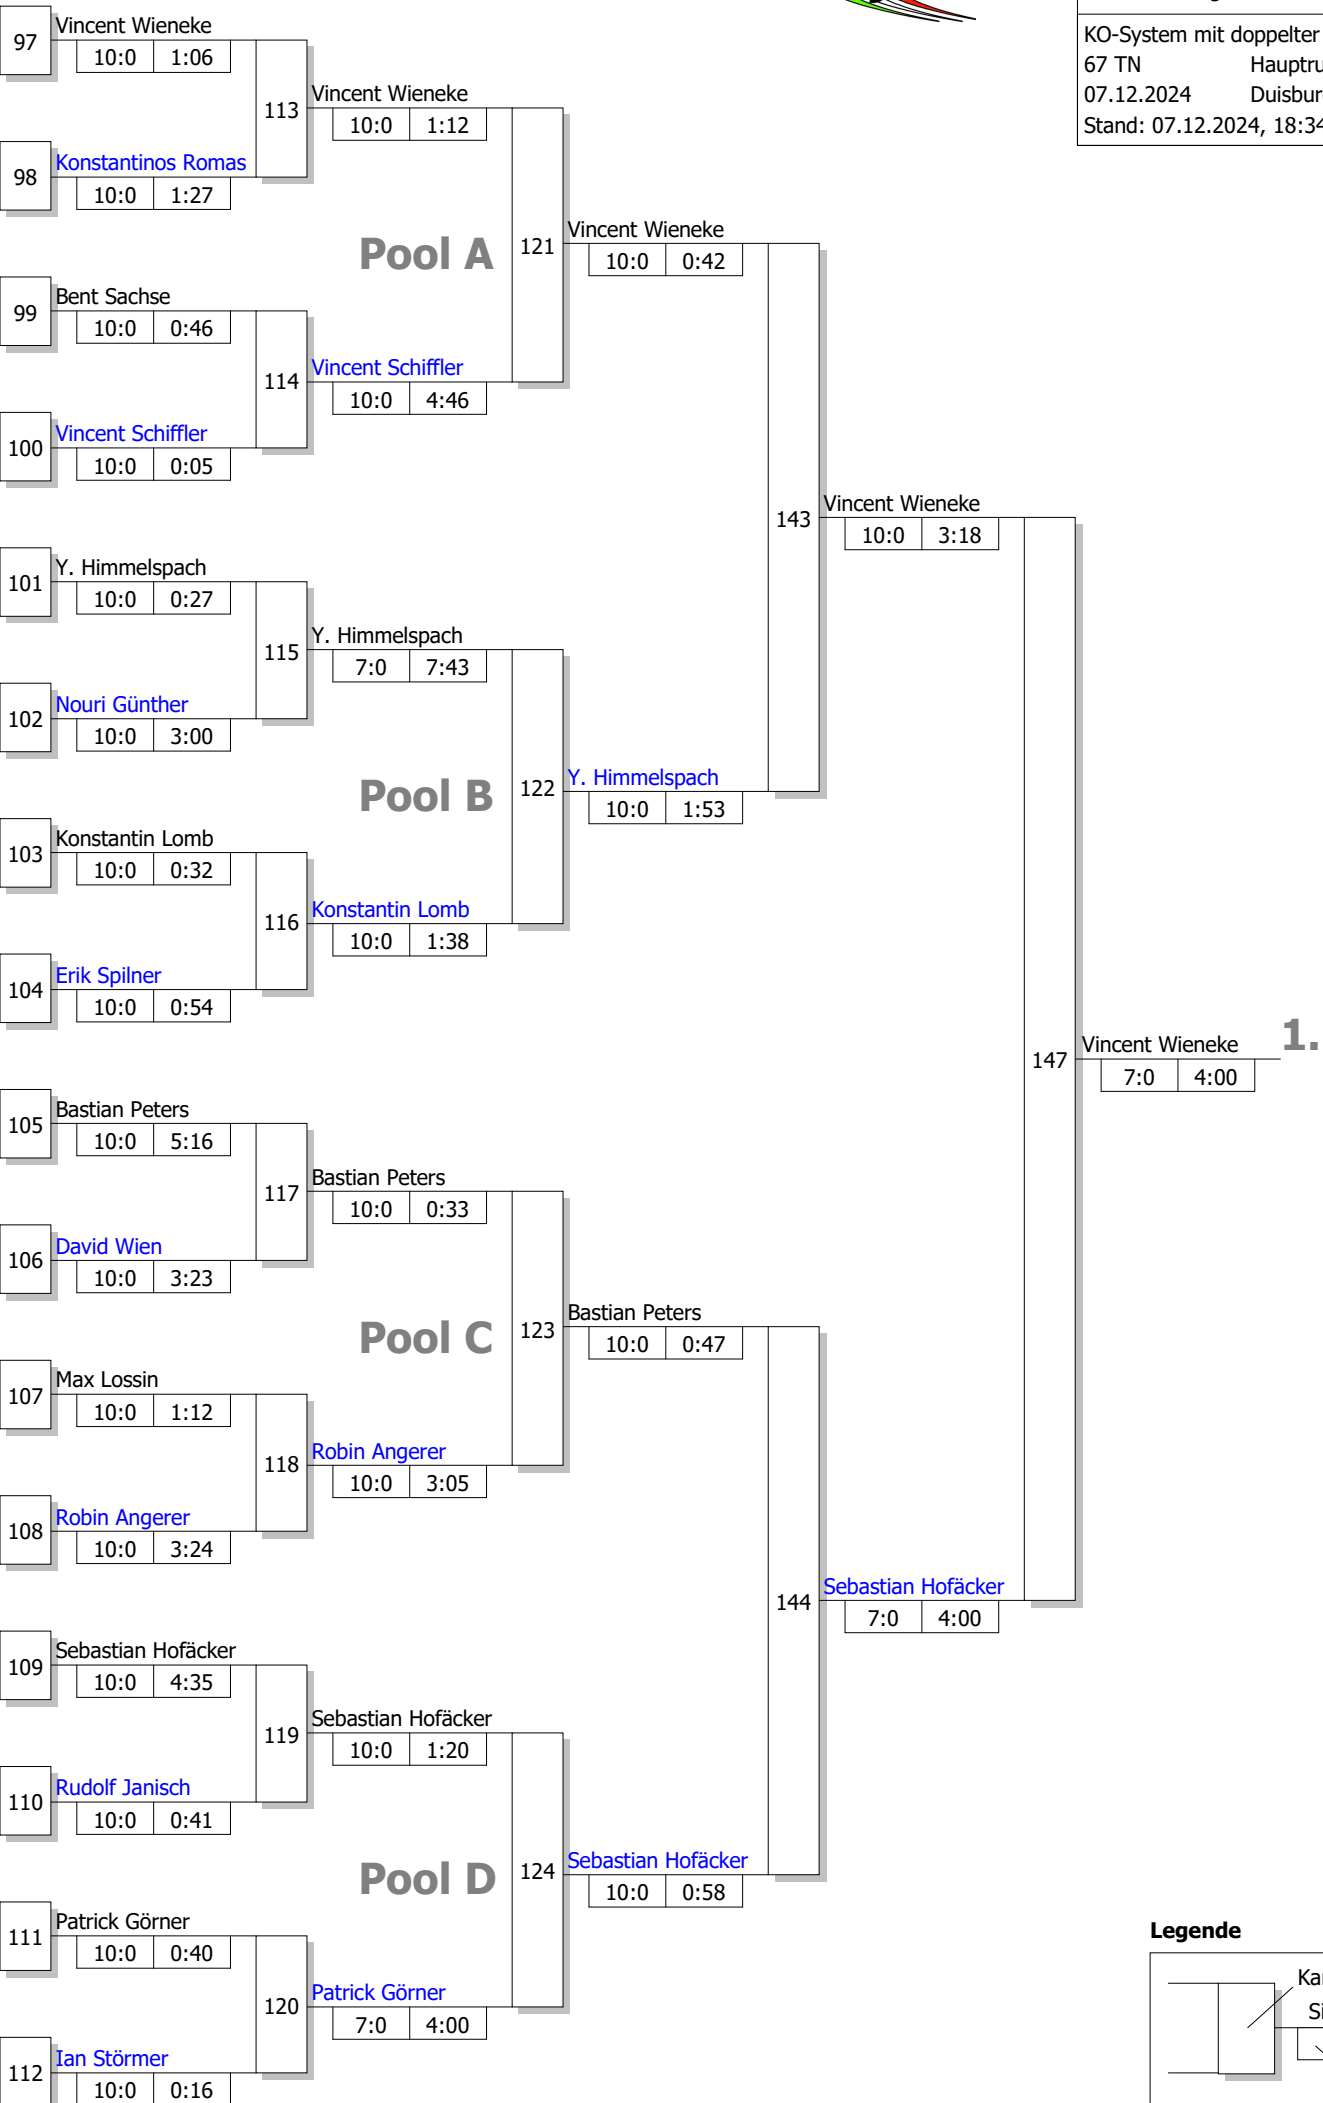 KO-System mit doppelter
67 TN Hauptru
07.12.2024 Duisbur
Stand: 07.12.2024, 18:34
97 Vincent Wieneke
10:0 1:06
113 Vincent Wieneke
10:0 1:12
98 Konstantinos Romas
10:0 1:27
Pool A
121 Vincent Wieneke
10:0 0:42
99 Bent Sachse
10:0 0:46
114 Vincent Schiffler
10:0 4:46
100 Vincent Schiffler
10:0 0:05
143 Vincent Wieneke
10:0 3:18
101 Y. Himmelspach
10:0 0:27
115 Y. Himmelspach
7:0 7:43
102 Nouri Günther
10:0 3:00
Pool B
122 Y. Himmelspach
10:0 1:53
103 Konstantin Lomb
10:0 0:32
116 Konstantin Lomb
10:0 1:38
104 Erik Spilner
10:0 0:54
147 Vincent Wieneke 1.
7:0 4:00
105 Bastian Peters
10:0 5:16
117 Bastian Peters
10:0 0:33
106 David Wien
10:0 3:23
Pool C
123 Bastian Peters
10:0 0:47
107 Max Lossin
10:0 1:12
118 Robin Angerer
10:0 3:05
108 Robin Angerer
10:0 3:24
144 Sebastian Hofäcker
7:0 4:00
109 Sebastian Hofäcker
10:0 4:35
119 Sebastian Hofäcker
10:0 1:20
110 Rudolf Janisch
10:0 0:41
Pool D
124 Sebastian Hofäcker
10:0 0:58
111 Patrick Görner
10:0 0:40
120 Patrick Görner
7:0 4:00
112 Ian Störmer
10:0 0:16
Legende
Kar
Si